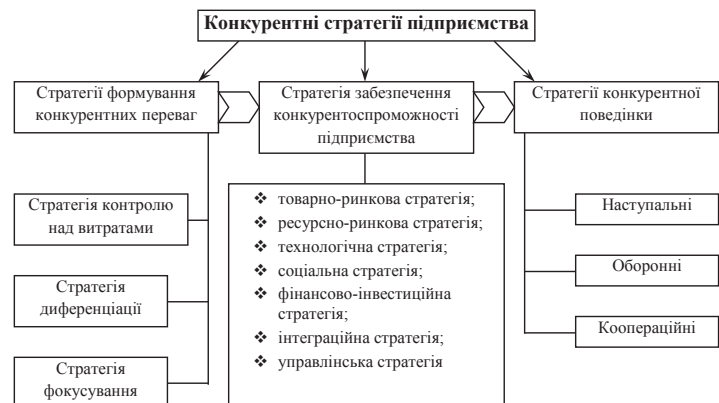 Конкурентні стратегії підприємства
Стратегії формування
конкурентних переваг
Стратегія забезпечення
конкурентоспроможності
підприємства
Стратегії конкурентної
поведінки
Стратегія контролю
над витратами
Стратегія
диференціації
Стратегія
фокусування
❖ товарно-ринкова стратегія;
❖ ресурсно-ринкова стратегія;
❖ технологічна стратегія;
❖ соціальна стратегія;
❖ фінансово-інвестиційна
стратегія;
❖ інтеграційна стратегія;
❖ управлінська стратегія
Наступальні
Оборонні
Коопераційні